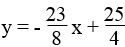 y = - 23/8 x + 25/4